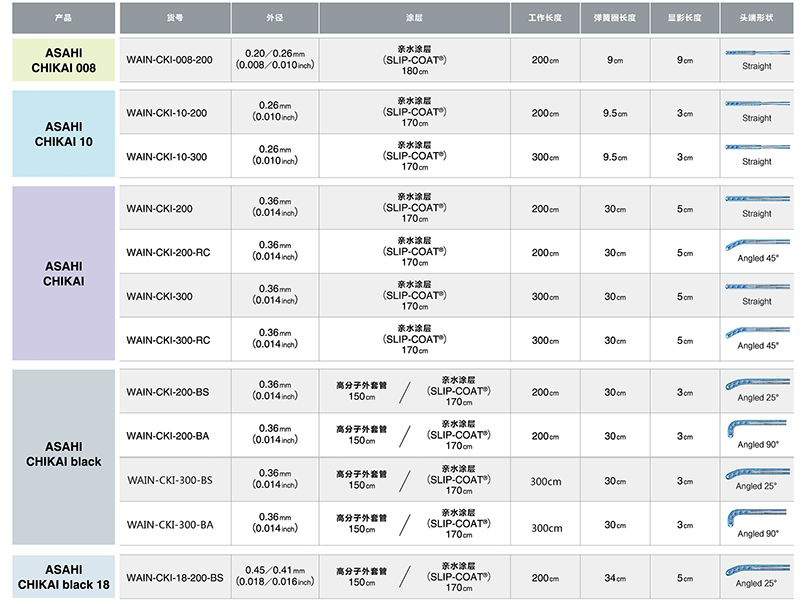 产品 货号 外径 涂层 工作长度 弹簧圈长度 显影长度 头端形状
ASAHI
CHIKAI 008
WAIN-CKI-008-200
0.20／0.26mm
（0.008／0.010inch）
亲水涂层
（SLIP-COAT®）
180cm
200cm
9cm
9cm
Straight
ASAHI
CHIKAI 10
WAIN-CKI-10-200
0.26mm
（0.010inch）
亲水涂层
（SLIP-COAT®）
170cm
200cm
9.5cm
3cm
Straight
WAIN-CKI-10-300
0.26mm
（0.010inch）
亲水涂层
（SLIP-COAT®）
170cm
300cm
9.5cm
3cm
Straight
ASAHI
CHIKAI
WAIN-CKI-200
0.36mm
（0.014inch）
亲水涂层
（SLIP-COAT®）
170cm
200cm
30cm
5cm
Straight
WAIN-CKI-200-RC
0.36mm
（0.014inch）
亲水涂层
（SLIP-COAT®）
170cm
200cm
30cm
5cm
Angled 45°
WAIN-CKI-300
0.36mm
（0.014inch）
亲水涂层
（SLIP-COAT®）
170cm
300cm
30cm
5cm
Straight
WAIN-CKI-300-RC
0.36mm
（0.014inch）
亲水涂层
（SLIP-COAT®）
170cm
300cm
30cm
5cm
Angled 45°
ASAHI
CHIKAI black
WAIN-CKI-200-BS
0.36mm
（0.014inch）
高分子外套管
150cm
／
亲水涂层
（SLIP-COAT®）
170cm
200cm
30cm
3cm
Angled 25°
WAIN-CKI-200-BA
0.36mm
（0.014inch）
高分子外套管
150cm
／
亲水涂层
（SLIP-COAT®）
170cm
200cm
30cm
3cm
Angled 90°
WAIN-CKI-300-BS
0.36mm
（0.014inch）
高分子外套管
150cm
／
亲水涂层
（SLIP-COAT®）
170cm
300cm
30cm
3cm
Angled 25°
WAIN-CKI-300-BA
0.36mm
（0.014inch）
高分子外套管
150cm
／
亲水涂层
（SLIP-COAT®）
170cm
300cm
30cm
3cm
Angled 90°
ASAHI
CHIKAI black 18
WAIN-CKI-18-200-BS
0.45／0.41mm
（0.018／0.016inch）
高分子外套管
150cm
／
亲水涂层
（SLIP-COAT®）
170cm
200cm
34cm
5cm
Angled 25°